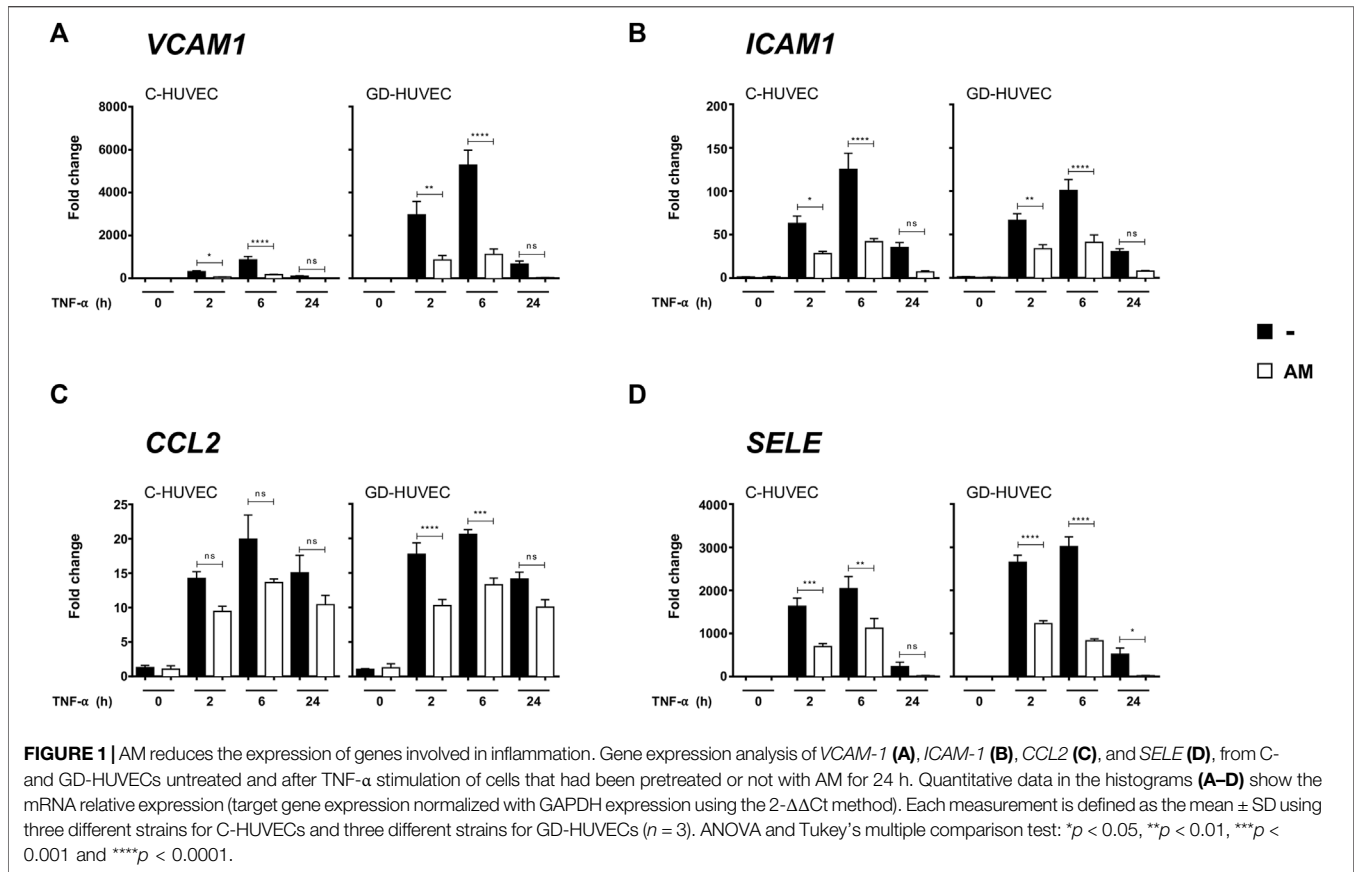 A
VCAM1
C-HUVEC
GD-HUVEC
Fold change
8000
6000
4000
2000
0
*
****
ns
**
****
ns
TNF-α (h)
0 2 6 24
0 2 6 24
B
ICAM1
C-HUVEC
GD-HUVEC
Fold change
200
150
100
50
0
*
****
ns
**
****
ns
TNF-α (h)
0 2 6 24
0 2 6 24
-
AM
C
CCL2
C-HUVEC
GD-HUVEC
Fold change
25
20
15
10
5
0
ns
ns
ns
****
***
ns
TNF-α (h)
0 2 6 24
0 2 6 24
D
SELE
C-HUVEC
GD-HUVEC
Fold change
4000
3000
2000
1000
0
***
**
ns
****
****
*
TNF-α (h)
0 2 6 24
0 2 6 24
FIGURE 1 | AM reduces the expression of genes involved in inflammation. Gene expression analysis of VCAM-1 (A), ICAM-1 (B), CCL2 (C), and SELE (D), from C-
and GD-HUVECs untreated and after TNF-α stimulation of cells that had been pretreated or not with AM for 24 h. Quantitative data in the histograms (A–D) show the
mRNA relative expression (target gene expression normalized with GAPDH expression using the 2-ΔΔCt method). Each measurement is defined as the mean ± SD using
three different strains for C-HUVECs and three different strains for GD-HUVECs (n = 3). ANOVA and Tukey's multiple comparison test: *p < 0.05, **p < 0.01, ***p <
0.001 and ****p < 0.0001.